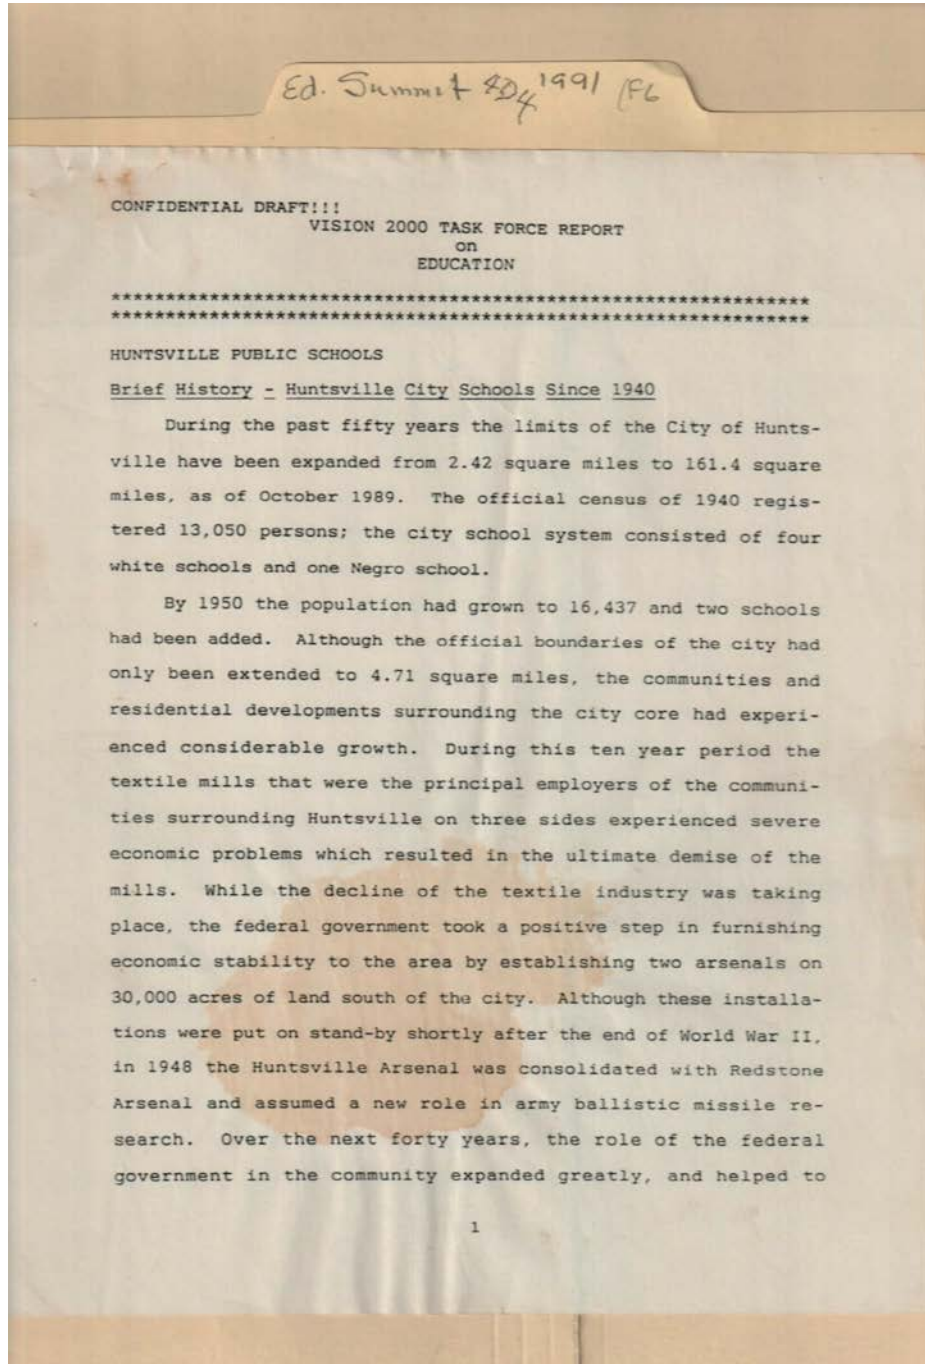 Ed. Summit 1991 (F6
CONFIDENTIAL DRAFT!!!
VISION 2000 TASK FORCE REPORT
on
EDUCATION
****************************************************************
****************************************************************
HUNTSVILLE PUBLIC SCHOOLS
Brief History - Huntsville City Schools Since 1940
During the past fifty years the limits of the City of Hunts-
ville have been expanded from 2.42 square miles to 161.4 square
miles, as of October 1989. The official census of 1940 regis-
tered 13,050 persons; the city school system consisted of four
white schools and one Negro school.
By 1950 the population had grown to 16,437 and two schools
had been added. Although the official boundaries of the city had
only been extended to 4.71 square miles, the communities and
residential developments surrounding the city core had experi-
enced considerable growth. During this ten year period the
textile mills that were the principal employers of the communi-
ties surrounding Huntsville on three sides experienced severe
economic problems which resulted in the ultimate demise of the
mills. While the decline of the textile industry was taking
place, the federal government took a positive step in furnishing
economic stability to the area by establishing two arsenals on
30,000 acres of land south of the city. Although these installa-
tions were put on stand-by shortly after the end of World War II,
in 1948 the Huntsville Arsenal was consolidated with Redstone
Arsenal and assumed a new role in army ballistic missile re-
search. Over the next forty years, the role of the federal
government in the community expanded greatly, and helped to
1